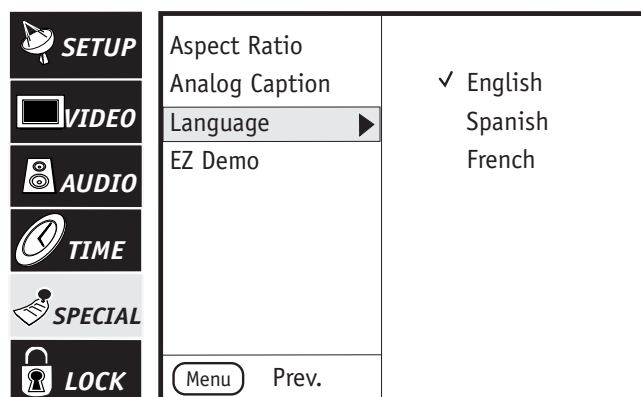 SETUP
VIDEO
AUDIO
TIME
SPECIAL
LOCK
Aspect Ratio
Analog Caption
Language
EZ Demo
Menu Prev.
English
Spanish
French